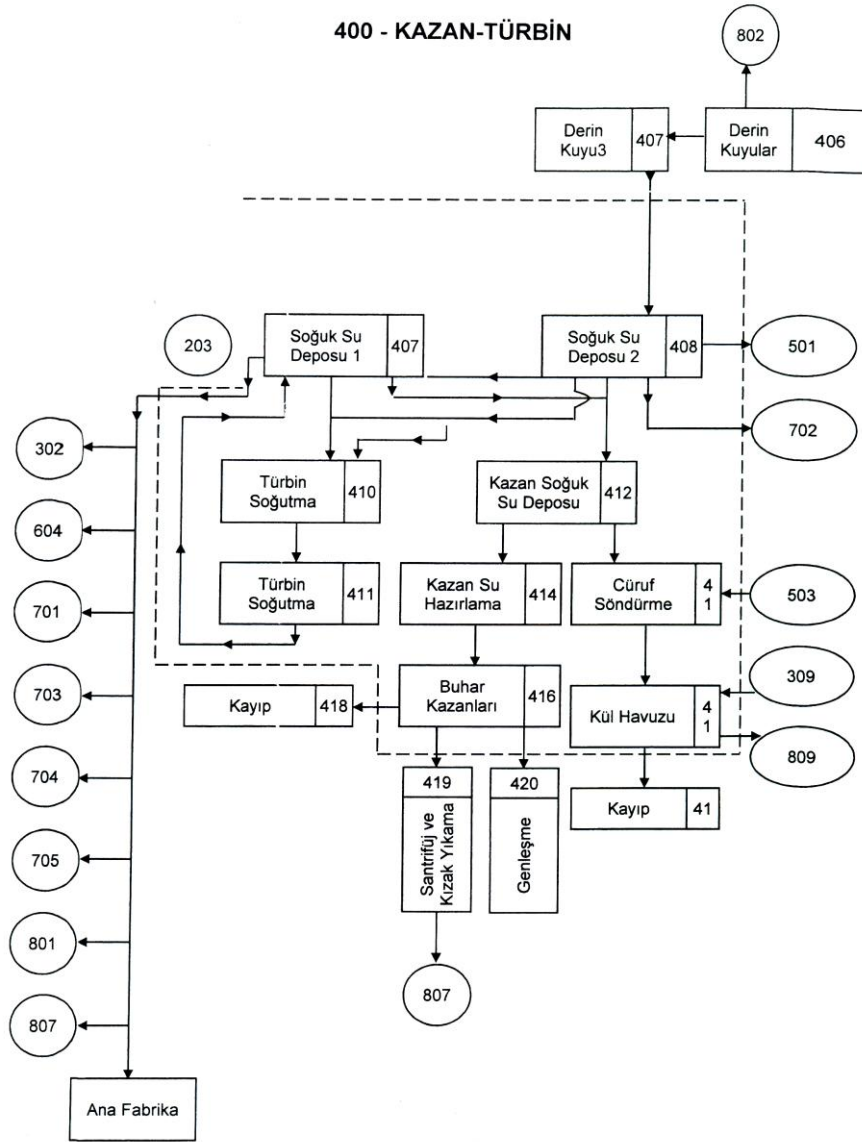 400 - KAZAN-TÜRBİN
802
Derin
Kuyu3
407
Derin
Kuyular
406
203
Soğuk Su
Deposu 1
407
Soğuk Su
Deposu 2
408
501
702
302
Türbin
Soğutma
410
Kazan Soğuk
Su Deposu
412
604
701
Türbin
Soğutma
411
Kazan Su
Hazırlama
414
Cüruf
Söndürme
4
1
503
703
Kayıp
418
Buhar
Kazanları
416
Kül Havuzu
4
1
309
809
704
419
Santrifüj ve
Kızak Yıkama
420
Genleşme
Kayıp
41
705
801
807
807
Ana Fabrika